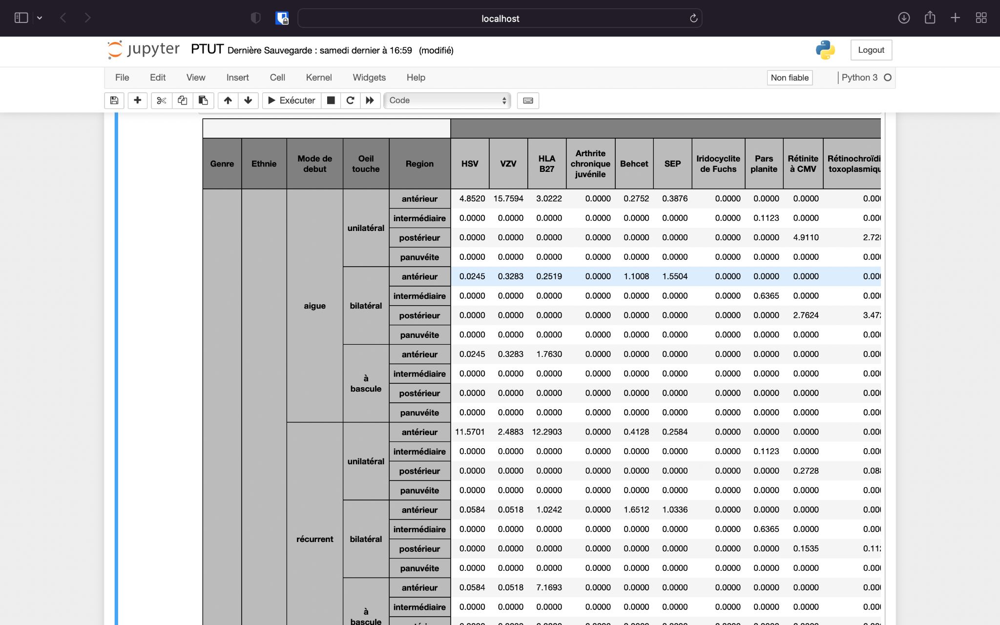 localhost
jupyter PTUT Dernière Sauvegarde : samedi dernier à 16:59 (modifié) Logout
File Edit View Insert Cell Kernel Widgets Help Non fiable Python 3
Exécuter Code
Genre Ethnie Mode de debut Oeil touche Region HSV VZV HLA B27 Arthrite chronique juvénile Behcet SEP Iridocyclite de Fuchs Pars planite Rétinite à CMV
aigue
unilatéral
antérieur 4.8520 15.7594 3.0222 0.0000 0.2752 0.3876 0.0000 0.0000 0.0000 0.00
intermédiaire 0.0000 0.0000 0.0000 0.0000 0.0000 0.0000 0.0000 0.1123 0.0000 0.00
postérieur 0.0000 0.0000 0.0000 0.0000 0.0000 0.0000 0.0000 0.0000 4.9110 2.72
panuvéite 0.0000 0.0000 0.0000 0.0000 0.0000 0.0000 0.0000 0.0000 0.0000 0.00
bilatéral
antérieur 0.0245 0.3283 0.2519 0.0000 1.1008 1.5504 0.0000 0.0000 0.0000 0.00
intermédiaire 0.0000 0.0000 0.0000 0.0000 0.0000 0.0000 0.0000 0.6365 0.0000 0.00
postérieur 0.0000 0.0000 0.0000 0.0000 0.0000 0.0000 0.0000 0.0000 2.7624 3.47
panuvéite 0.0000 0.0000 0.0000 0.0000 0.0000 0.0000 0.0000 0.0000 0.0000 0.00
à bascule
antérieur 0.0245 0.3283 1.7630 0.0000 0.0000 0.0000 0.0000 0.0000 0.0000 0.00
intermédiaire 0.0000 0.0000 0.0000 0.0000 0.0000 0.0000 0.0000 0.0000 0.0000 0.00
postérieur 0.0000 0.0000 0.0000 0.0000 0.0000 0.0000 0.0000 0.0000 0.0000 0.00
panuvéite 0.0000 0.0000 0.0000 0.0000 0.0000 0.0000 0.0000 0.0000 0.0000 0.00
récurrent
unilatéral
antérieur 11.5701 2.4883 12.2903 0.0000 0.4128 0.2584 0.0000 0.0000 0.0000 0.00
intermédiaire 0.0000 0.0000 0.0000 0.0000 0.0000 0.0000 0.0000 0.1123 0.0000 0.00
postérieur 0.0000 0.0000 0.0000 0.0000 0.0000 0.0000 0.0000 0.0000 0.2728 0.08
panuvéite 0.0000 0.0000 0.0000 0.0000 0.0000 0.0000 0.0000 0.0000 0.0000 0.00
bilatéral
antérieur 0.0584 0.0518 1.0242 0.0000 1.6512 1.0336 0.0000 0.0000 0.0000 0.00
intermédiaire 0.0000 0.0000 0.0000 0.0000 0.0000 0.0000 0.0000 0.6365 0.0000 0.00
postérieur 0.0000 0.0000 0.0000 0.0000 0.0000 0.0000 0.0000 0.0000 0.1535 0.11
panuvéite 0.0000 0.0000 0.0000 0.0000 0.0000 0.0000 0.0000 0.0000 0.0000 0.00
à bascule
antérieur 0.0584 0.0518 7.1693 0.0000 0.0000 0.0000 0.0000 0.0000 0.0000 0.00
intermédiaire 0.0000 0.0000 0.0000 0.0000 0.0000 0.0000 0.0000 0.0000 0.0000 0.00